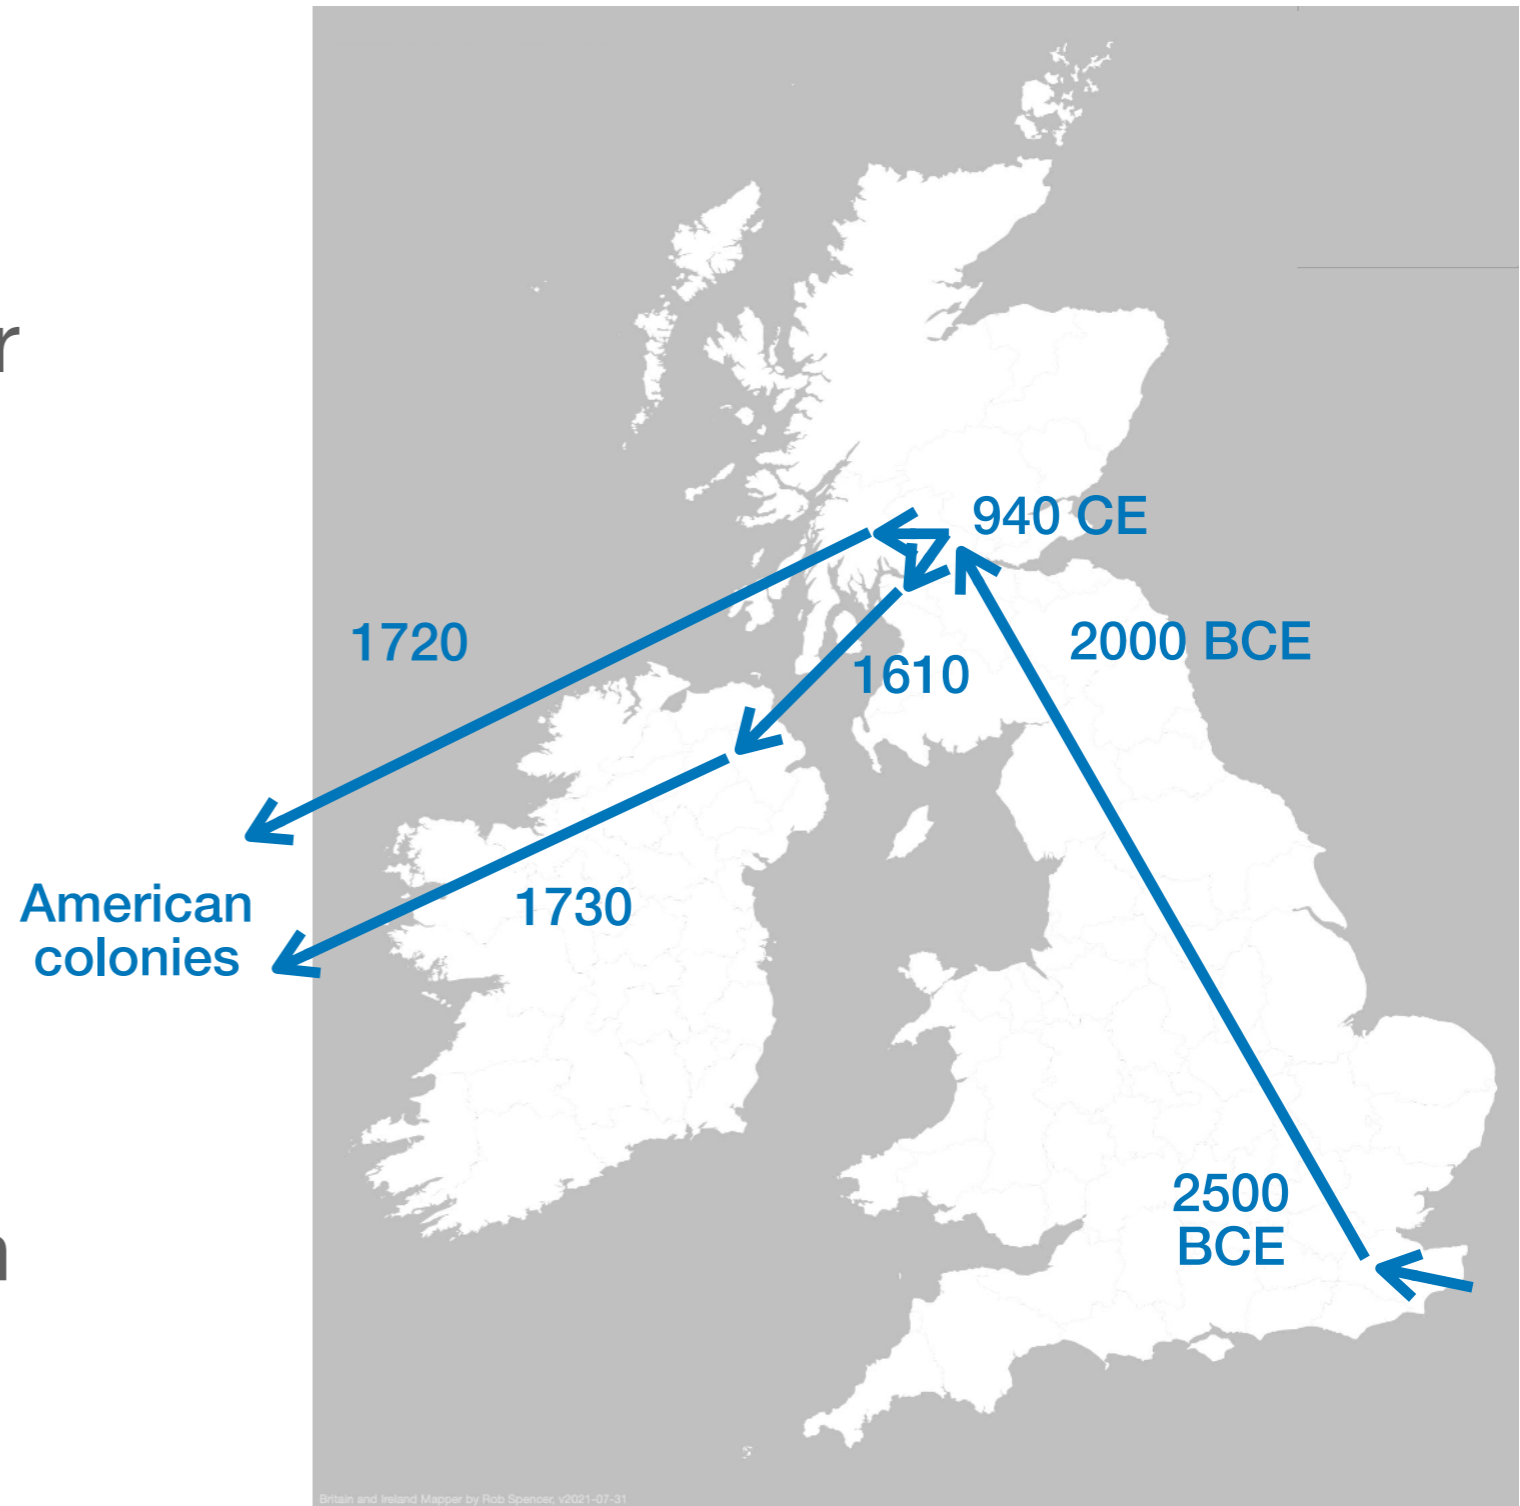 r
940 CE
1720
2000 BCE
1610
American
colonies
1730
2500
BCE
n
Britain and Ireland Mapper by Rob Spencer, v2021-07-31